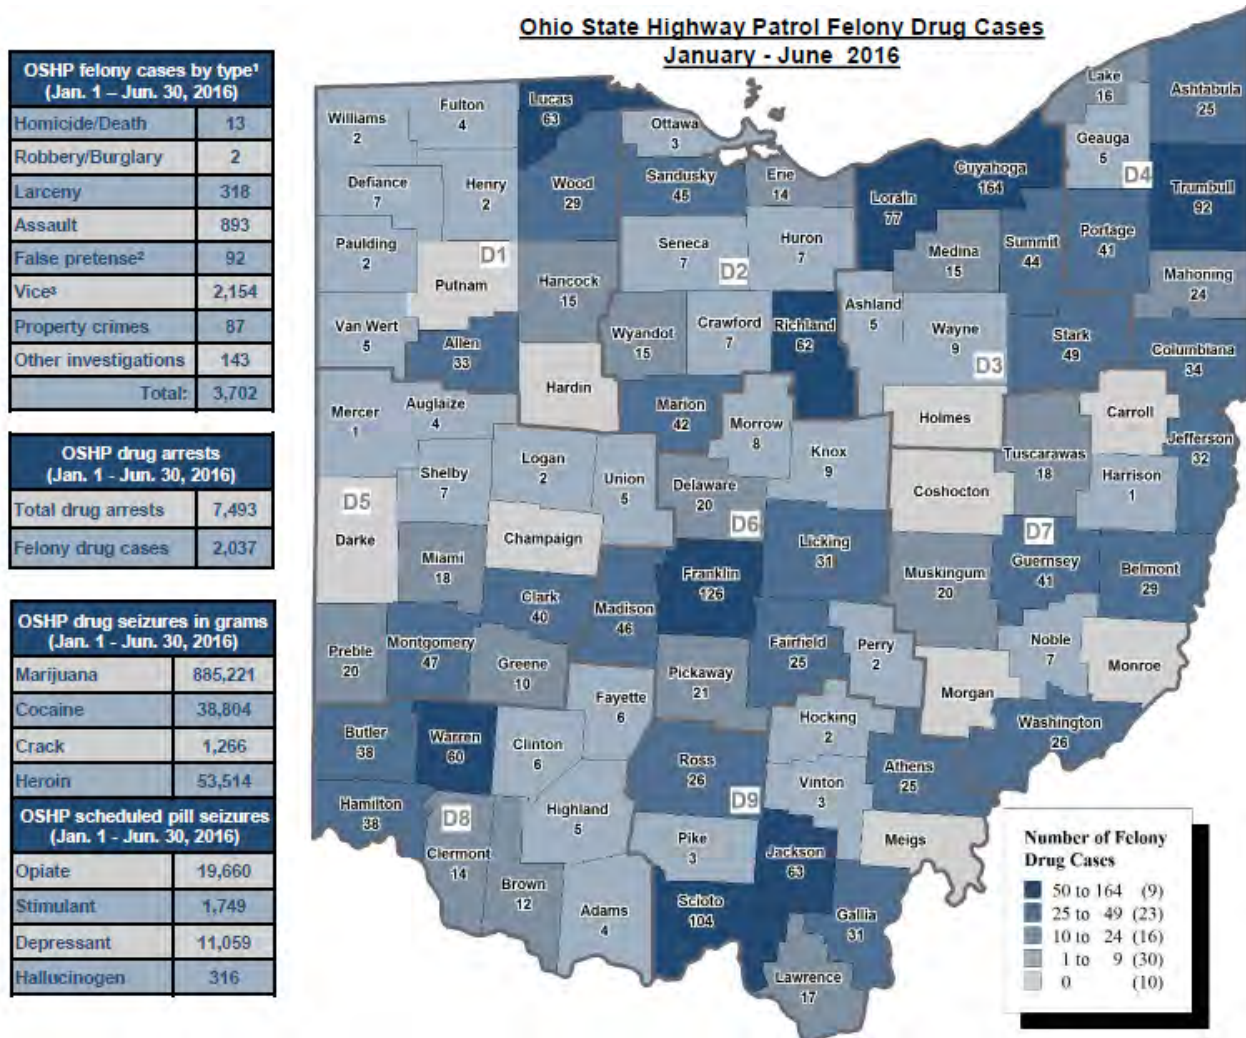 Ohio State Highway Patrol Felony Drug Cases
January - June 2016
OSHP felony cases by type¹
(Jan. 1 – Jun. 30, 2016)
Homicide/Death 13
Robbery/Burglary 2
Larceny 318
Assault 893
False pretense² 92
Vice³ 2,154
Property crimes 87
Other investigations 143
Total: 3,702
OSHP drug arrests
(Jan. 1 - Jun. 30, 2016)
Total drug arrests 7,493
Felony drug cases 2,037
OSHP drug seizures in grams
(Jan. 1 - Jun. 30, 2016)
Marijuana 885,221
Cocaine 38,804
Crack 1,266
Heroin 53,514
OSHP scheduled pill seizures
(Jan. 1 - Jun. 30, 2016)
Opiate 19,660
Stimulant 1,749
Depressant 11,059
Hallucinogen 316
Williams
2
Fulton
4
Lucas
63
Ottawa
3
Lake
16
Ashtabula
25
Geauga
5
D4
Cuyahoga
164
Trumbull
92
Defiance
7
Henry
2
Wood
29
Sandusky
45
Erie
14
Lorain
77
Medina
15
Summit
44
Portage
41
Mahoning
24
Paulding
2
D1
Putnam
Hancock
15
Seneca
7
D2
Huron
7
Ashland
5
Wayne
9
D3
Stark
49
Columbiana
34
Van Wert
5
Allen
33
Wyandot
15
Crawford
7
Richland
62
Hardin
Marion
42
Morrow
8
Knox
9
Holmes
Carroll
Jefferson
32
Mercer
1
Auglaize
4
Shelby
7
Logan
2
Union
5
Delaware
20
D6
Coshocton
Tuscarawas
18
Harrison
1
D5
Darke
Miami
18
Champaign
Franklin
126
Licking
31
Muskingum
20
D7
Guernsey
41
Belmont
29
Clark
40
Madison
46
Preble
20
Montgomery
47
Greene
10
Fayette
6
Pickaway
21
Fairfield
25
Perry
2
Morgan
Noble
7
Monroe
Butler
38
Warren
60
Clinton
6
Ross
26
D9
Hocking
2
Vinton
3
Athens
25
Washington
26
Hamilton
38
D8
Clermont
14
Highland
5
Pike
3
Jackson
63
Meigs
Brown
12
Adams
4
Scioto
104
Gallia
31
Lawrence
17
Number of Felony
Drug Cases
50 to 164 (9)
25 to 49 (23)
10 to 24 (16)
1 to 9 (30)
0 (10)